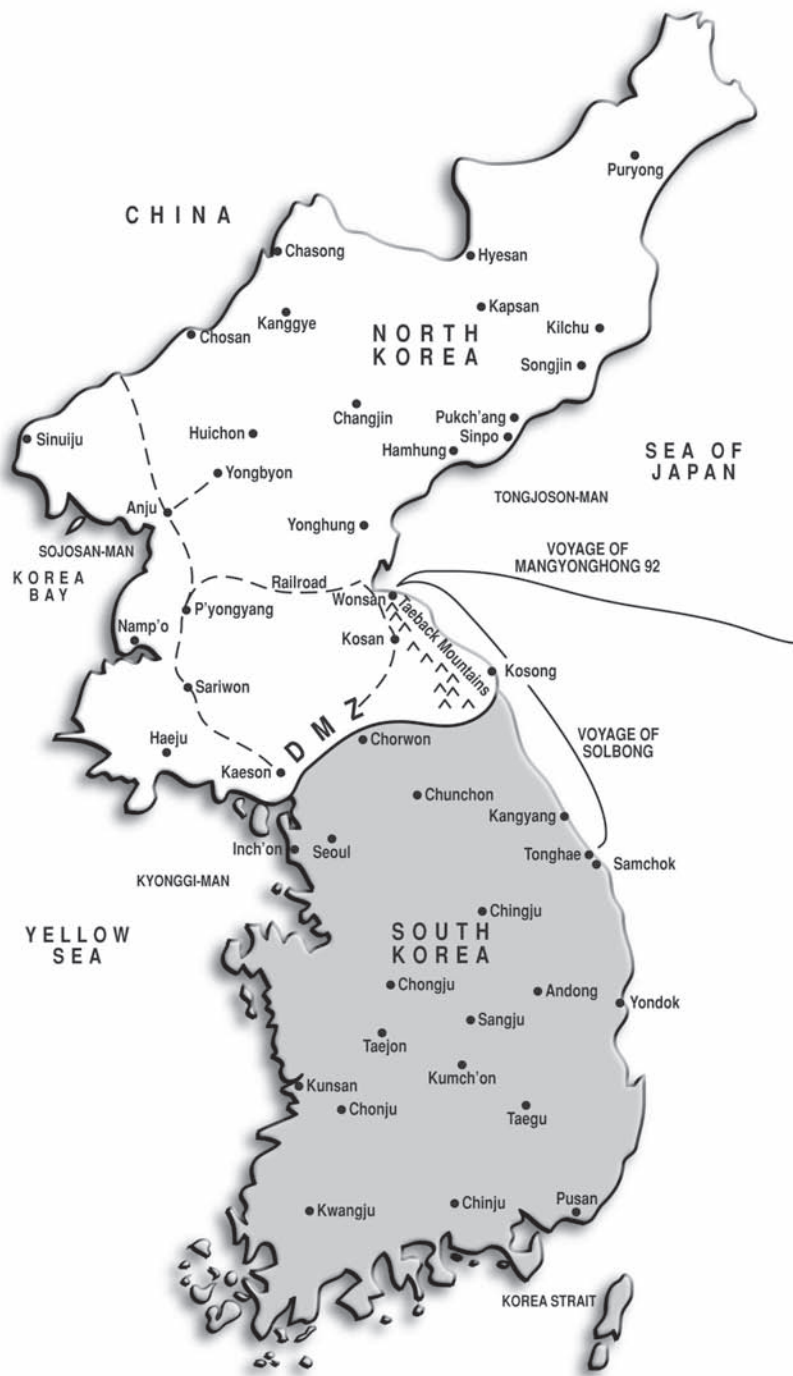 Puryong
CHINA
Chasong
Hyesan
Kapsan
Kanggye
Kilchu
Chosan
NORTH
KOREA
Songjin
Changjin
Pukch'ang
Sinuiju
Huichon
Sinpo
Hamhung
SEA OF
JAPAN
Yongbyon
TONGJOSON-MAN
Anju
Yonghung
SOJOSAN-MAN
VOYAGE OF
MANGYONGHONG 92
KOREA
BAY
Railroad
Wonsan
P'yongyang
Taeback Mountains
Namp'o
Kosan
Kosong
Sariwon
DMZ
VOYAGE OF
SOLBONG
Haeju
Chorwon
Kaeson
Chunchon
Kangyang
Inch'on
Seoul
Tonghae
Samchok
KYONGGI-MAN
Chingju
YELLOW
SEA
SOUTH
KOREA
Chongju
Andong
Yondok
Sangju
Taejon
Kumch'on
Kunsan
Chonju
Taegu
Kwangju
Chinju
Pusan
KOREA STRAIT